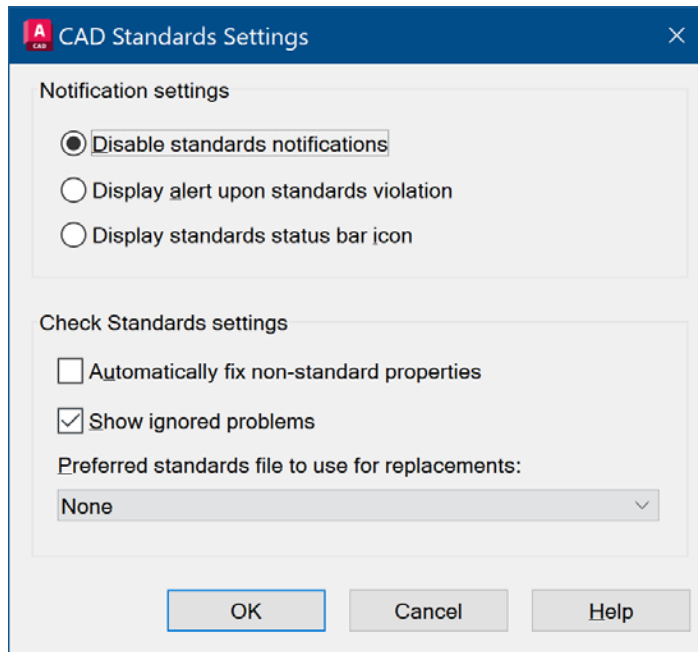 A
CAD
CAD Standards Settings
Notification settings
Disable standards notifications
Display alert upon standards violation
Display standards status bar icon
Check Standards settings
Automatically fix non-standard properties
Show ignored problems
Preferred standards file to use for replacements:
None
OK Cancel Help